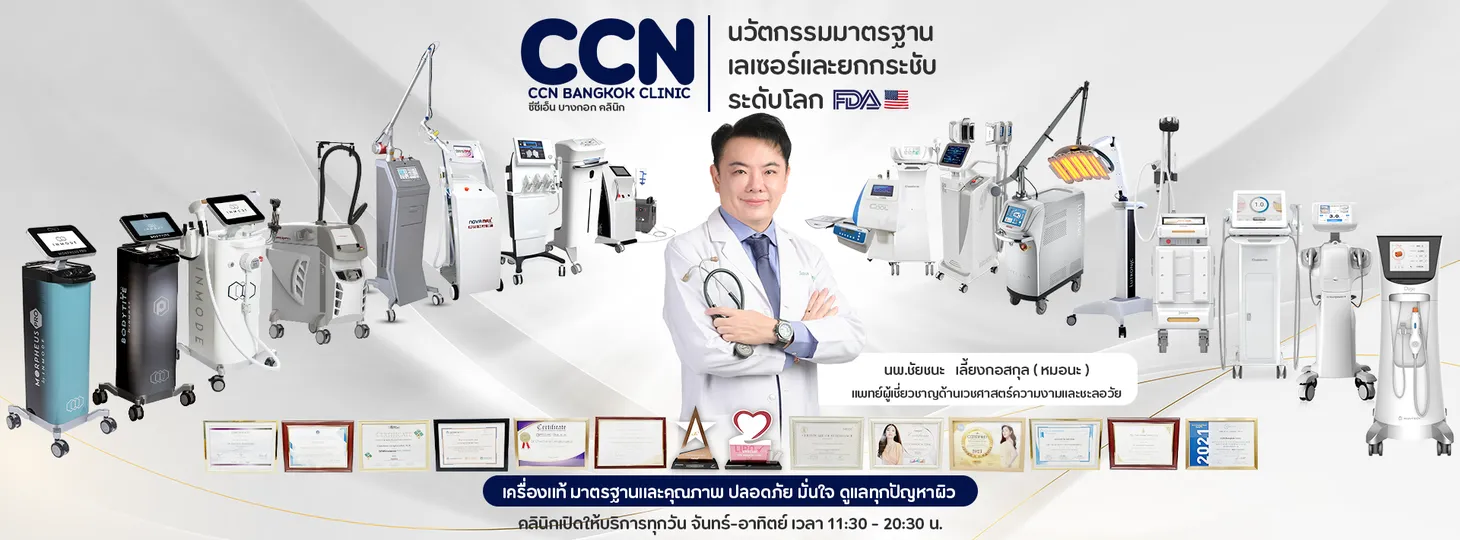 CCN
CCN BANGKOK CLINIC
ซีซีเอ็น บางกอก คลินิก
นวัตกรรมมาตรฐาน
เลเซอร์และยกกระชับ
ระดับโลก FDA
INMODE
MORPHEUS PRO
BODYTITE
INMODE
INMODE
นพ.ชัยชนะ เลี้ยงกอสกุล ( หมอนะ )
แพทย์ผู้เชี่ยวชาญด้านเวชศาสตร์ความงามและชะลอวัย
Certificate
2021
เครื่องแท้ มาตรฐานและคุณภาพ ปลอดภัย มั่นใจ ดูแลทุกปัญหาผิว
คลินิกเปิดให้บริการทุกวัน จันทร์-อาทิตย์ เวลา 11:30 - 20:30 น.